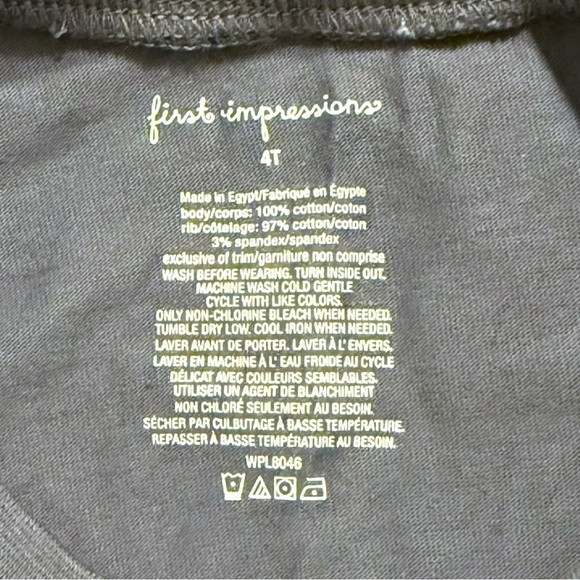 first impressions
4T
Made in Egypt/Fabriqué en Égypte
body/corps: 100% cotton/coton
rib/côtelage: 97% cotton/coton
3% spandex/spandex
exclusive of trim/garniture non comprise
WASH BEFORE WEARING. TURN INSIDE OUT.
MACHINE WASH COLD GENTLE
CYCLE WITH LIKE COLORS.
ONLY NON-CHLORINE BLEACH WHEN NEEDED.
TUMBLE DRY LOW. COOL IRON WHEN NEEDED.
LAVER AVANT DE PORTER. LAVER À L'ENVERS.
LAVER EN MACHINE À L'EAU FROIDE AU CYCLE
DÉLICAT AVEC COULEURS SEMBLABLES.
UTILISER UN AGENT DE BLANCHIMENT
NON CHLORÉ SEULEMENT AU BESOIN.
SÉCHER PAR CULBUTAGE À BASSE TEMPÉRATURE.
REPASSER À BASSE TEMPÉRATURE AU BESOIN.
WPL8046